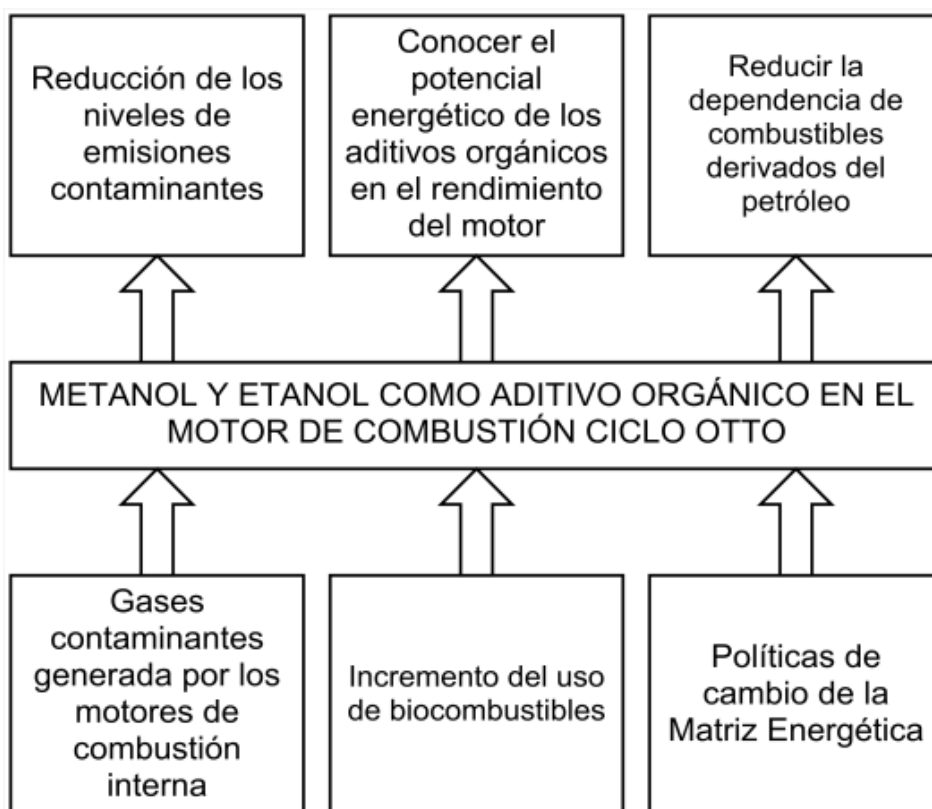 Reducción de los
niveles de
emisiones
contaminantes
Conocer el
potencial
energético de los
aditivos orgánicos
en el rendimiento
del motor
Reducir la
dependencia de
combustibles
derivados del
petróleo
METANOL Y ETANOL COMO ADITIVO ORGÁNICO EN EL
MOTOR DE COMBUSTIÓN CICLO OTTO
Gases
contaminantes
generada por los
motores de
combustión
interna
Incremento del uso
de biocombustibles
Políticas de
cambio de la
Matriz Energética